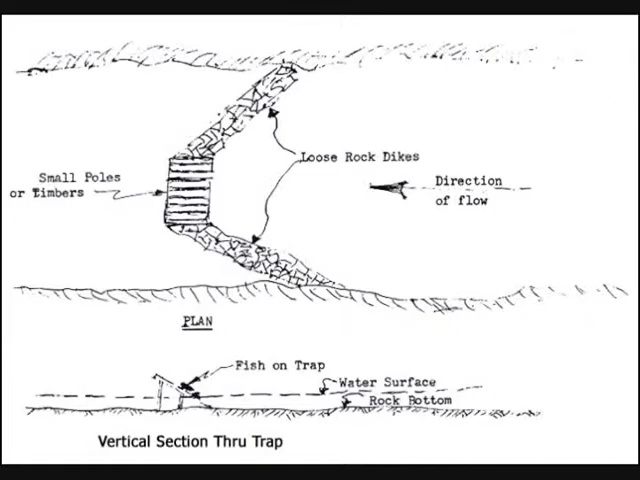 Loose Rock Dikes
Small Poles
or Timbers
Direction
of flow
PLAN
Fish on Trap
Water Surface
Rock Bottom
Vertical Section Thru Trap